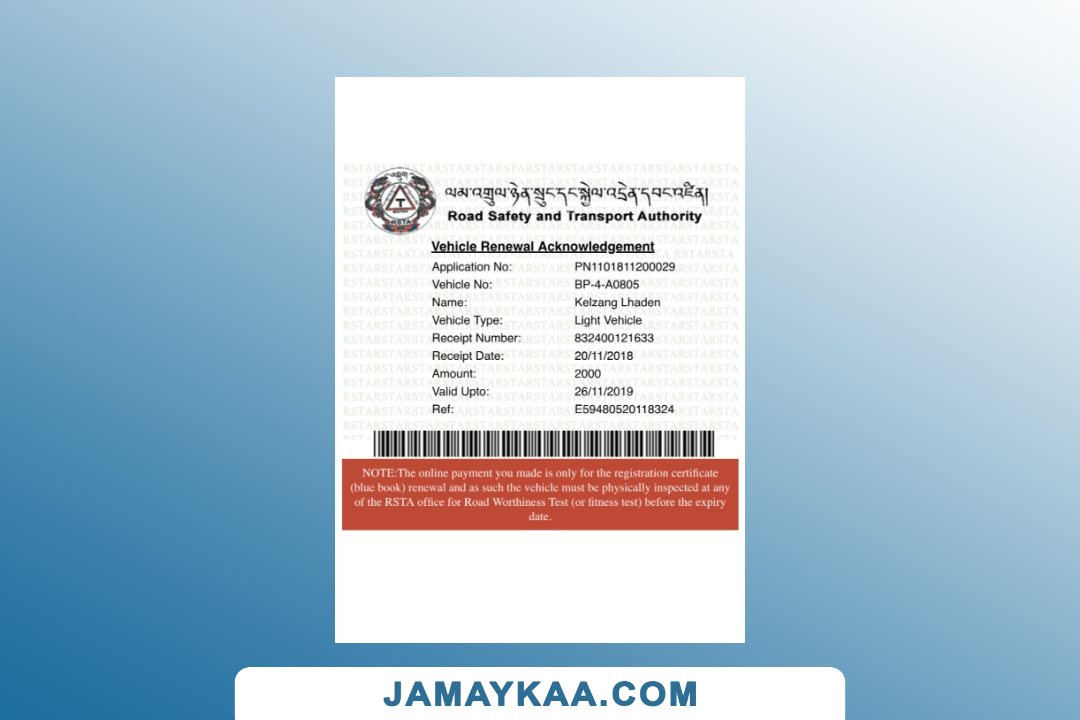 ལམ་འགྲུལ་ཉེན་སྲུང་དང་སྐྱེལ་འདྲེན་དབང་འཛིན།
Road Safety and Transport Authority
RSTA
Vehicle Renewal Acknowledgement
Application No: PN1101811200029
Vehicle No: BP-4-A0805
Name: Kelzang Lhaden
Vehicle Type: Light Vehicle
Receipt Number: 832400121633
Receipt Date: 20/11/2018
Amount: 2000
Valid Upto: 26/11/2019
Ref: E59480520118324
NOTE:The online payment you made is only for the registration certificate
(blue book) renewal and as such the vehicle must be physically inspected at any
of the RSTA office for Road Worthiness Test (or fitness test) before the expiry
date.
JAMAYKAA.COM